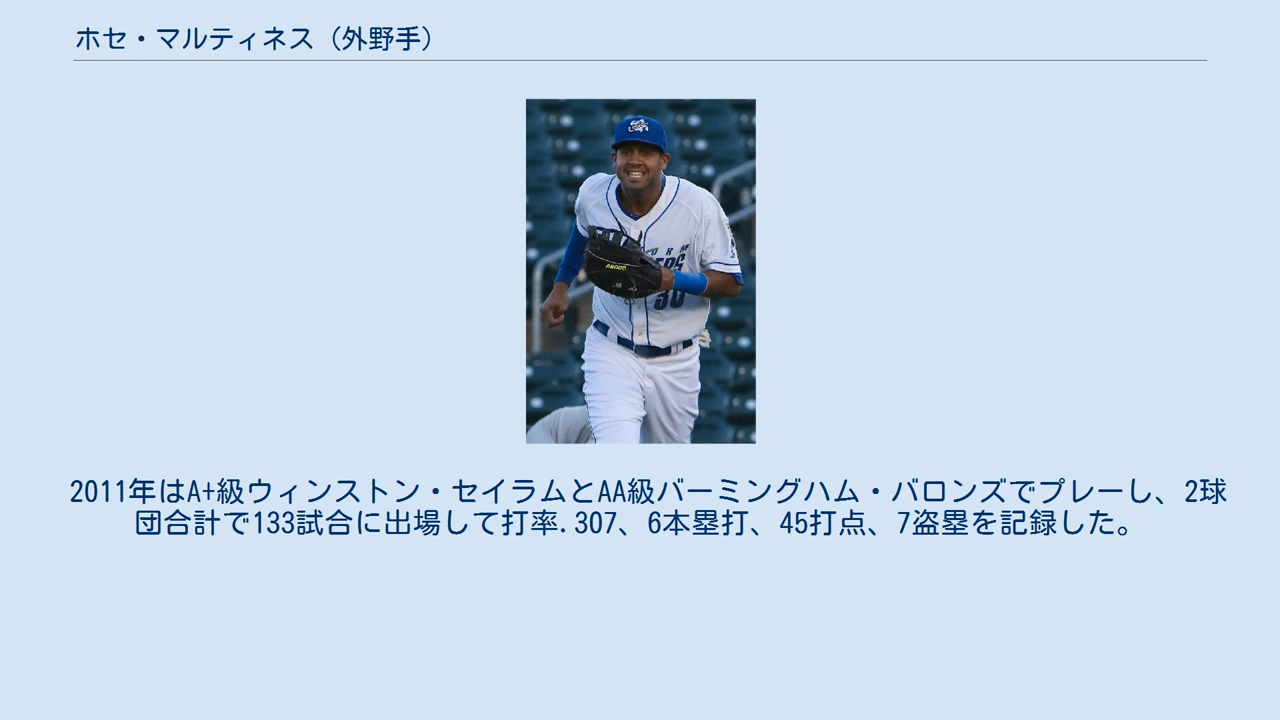 ホセ・マルティネス（外野手）
2011年はA+級ウィンストン・セイラムとAA級バーミングハム・バロンズでプレーし、2球
団合計で133試合に出場して打率.307、6本塁打、45打点、7盗塁を記録した。
30